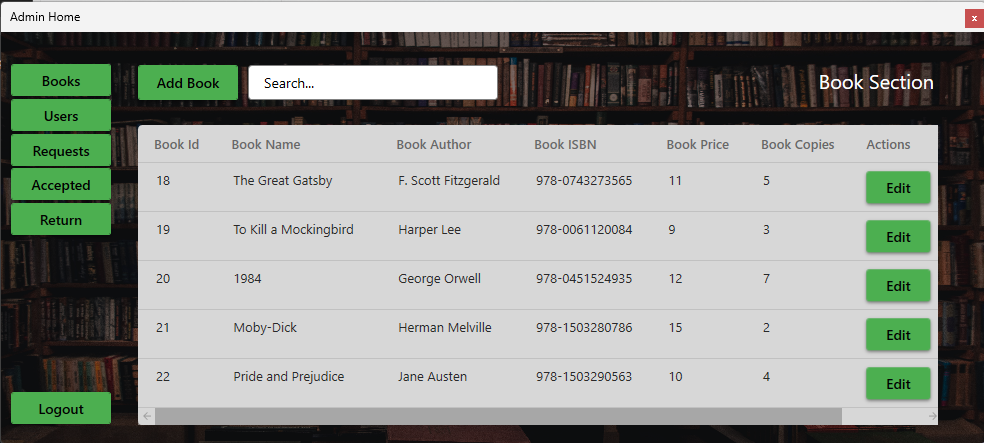 Admin Home
x
Books
Users
Requests
Accepted
Return
Logout
Add Book
Search...
Book Section
Book Id Book Name Book Author Book ISBN Book Price Book Copies Actions
18 The Great Gatsby F. Scott Fitzgerald 978-0743273565 11 5 Edit
19 To Kill a Mockingbird Harper Lee 978-0061120084 9 3 Edit
20 1984 George Orwell 978-0451524935 12 7 Edit
21 Moby-Dick Herman Melville 978-1503280786 15 2 Edit
22 Pride and Prejudice Jane Austen 978-1503290563 10 4 Edit